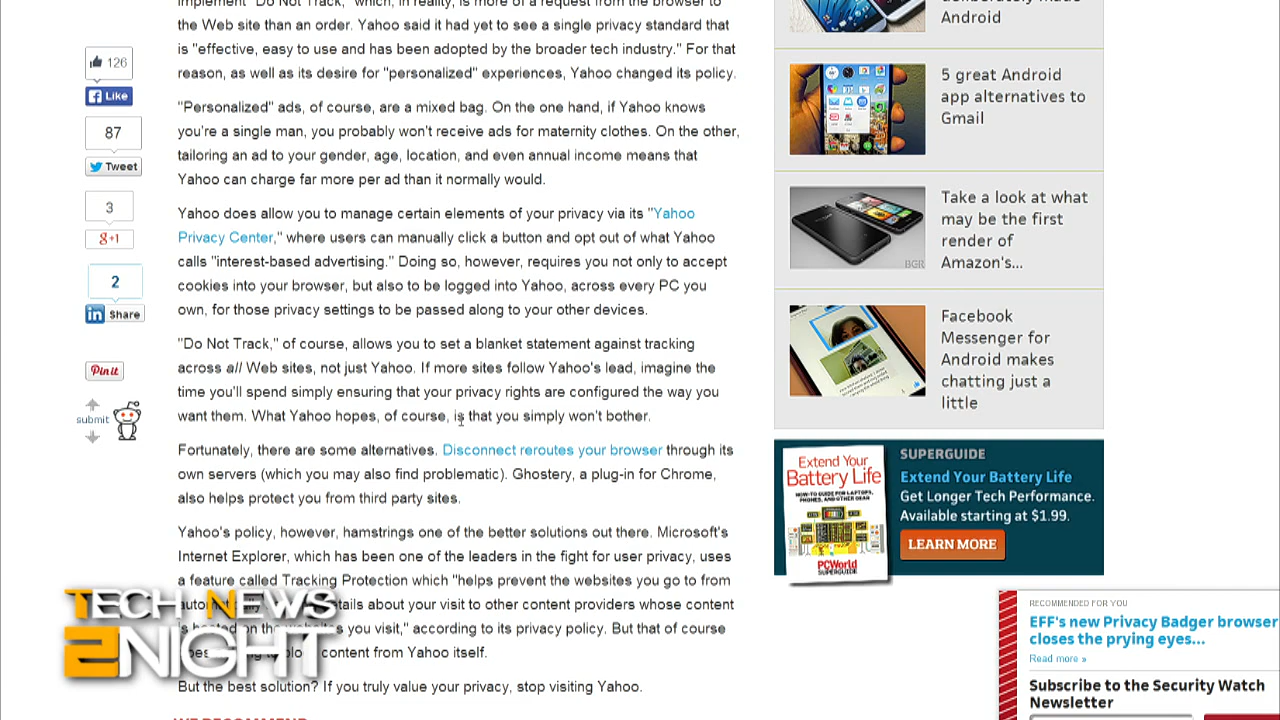 implement "Do Not Track," which, in reality, is more of a request from the browser to
the Web site than an order. Yahoo said it had yet to see a single privacy standard that
is "effective, easy to use and has been adopted by the broader tech industry." For that
reason, as well as its desire for "personalized" experiences, Yahoo changed its policy.
"Personalized" ads, of course, are a mixed bag. On the one hand, if Yahoo knows
you're a single man, you probably won't receive ads for maternity clothes. On the other,
tailoring an ad to your gender, age, location, and even annual income means that
Yahoo can charge far more per ad than it normally would.
Yahoo does allow you to manage certain elements of your privacy via its "Yahoo
Privacy Center," where users can manually click a button and opt out of what Yahoo
calls "interest-based advertising." Doing so, however, requires you not only to accept
cookies into your browser, but also to be logged into Yahoo, across every PC you
own, for those privacy settings to be passed along to your other devices.
"Do Not Track," of course, allows you to set a blanket statement against tracking
across all Web sites, not just Yahoo. If more sites follow Yahoo's lead, imagine the
time you'll spend simply ensuring that your privacy rights are configured the way you
want them. What Yahoo hopes, of course, is that you simply won't bother.
Fortunately, there are some alternatives. Disconnect reroutes your browser through its
own servers (which you may also find problematic). Ghostery, a plug-in for Chrome,
also helps protect you from third party sites.
Yahoo's policy, however, hamstrings one of the better solutions out there. Microsoft's
Internet Explorer, which has been one of the leaders in the fight for user privacy, uses
a feature called Tracking Protection which "helps prevent the websites you go to from
details about your visit to other content providers whose content
is hosted on the websites you visit," according to its privacy policy. But that of course
content from Yahoo itself.
But the best solution? If you truly value your privacy, stop visiting Yahoo.
WE RECOMMEND
126
Like
87
Tweet
3
g+1
2
in Share
Pin it
submit
TECH NEWS
2NIGHT
deliberately made
Android
5 great Android
app alternatives to
Gmail
Take a look at what
may be the first
render of
Amazon's...
BGR
Facebook
Messenger for
Android makes
chatting just a
little
Extend Your
Battery Life
HOW-TO GUIDE FOR LAPTOPS,
PHONES, AND OTHER GEAR
PCWorld
SUPERGUIDE
SUPERGUIDE
Extend Your Battery Life
Get Longer Tech Performance.
Available starting at $1.99.
LEARN MORE
RECOMMENDED FOR YOU
EFF's new Privacy Badger browser
closes the prying eyes...
Read more »
Subscribe to the Security Watch
Newsletter